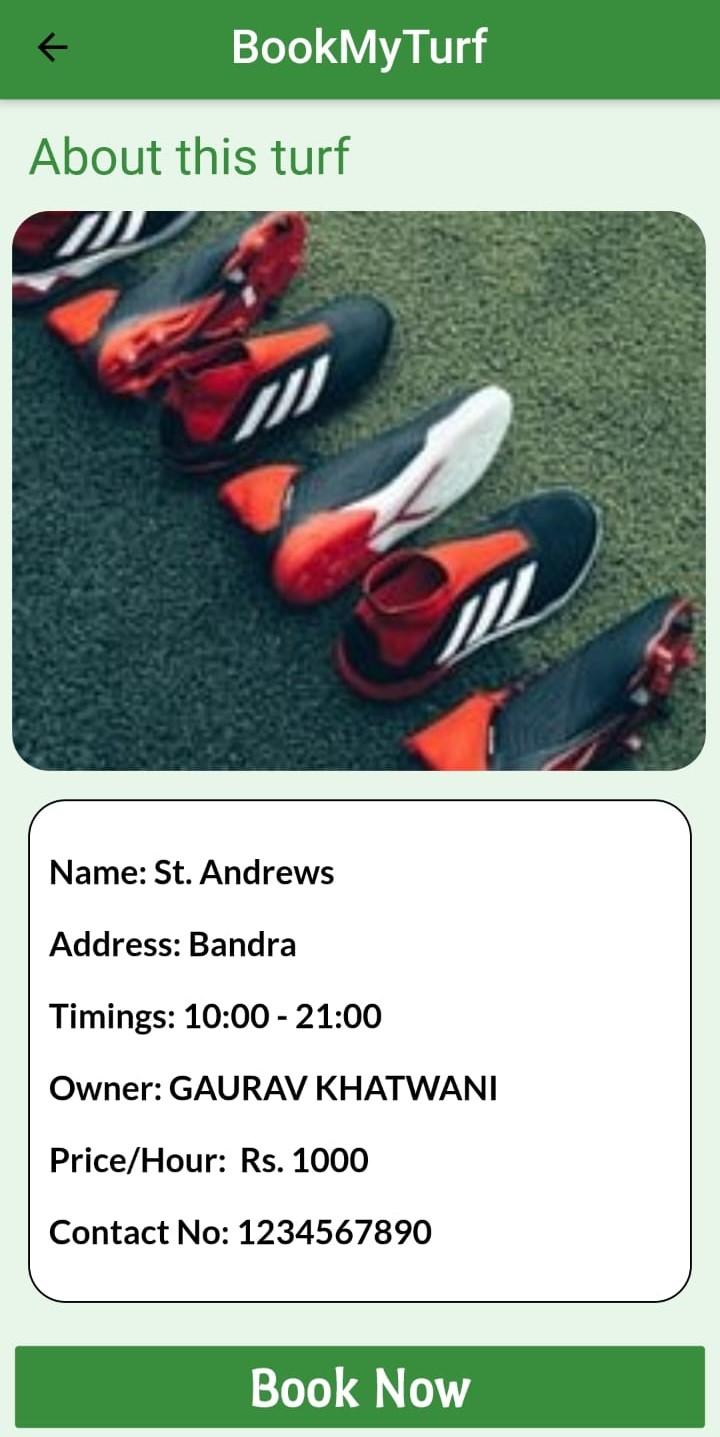 BookMyTurf
About this turf
Name: St. Andrews
Address: Bandra
Timings: 10:00 - 21:00
Owner: GAURAV KHATWANI
Price/Hour: Rs. 1000
Contact No: 1234567890
Book Now